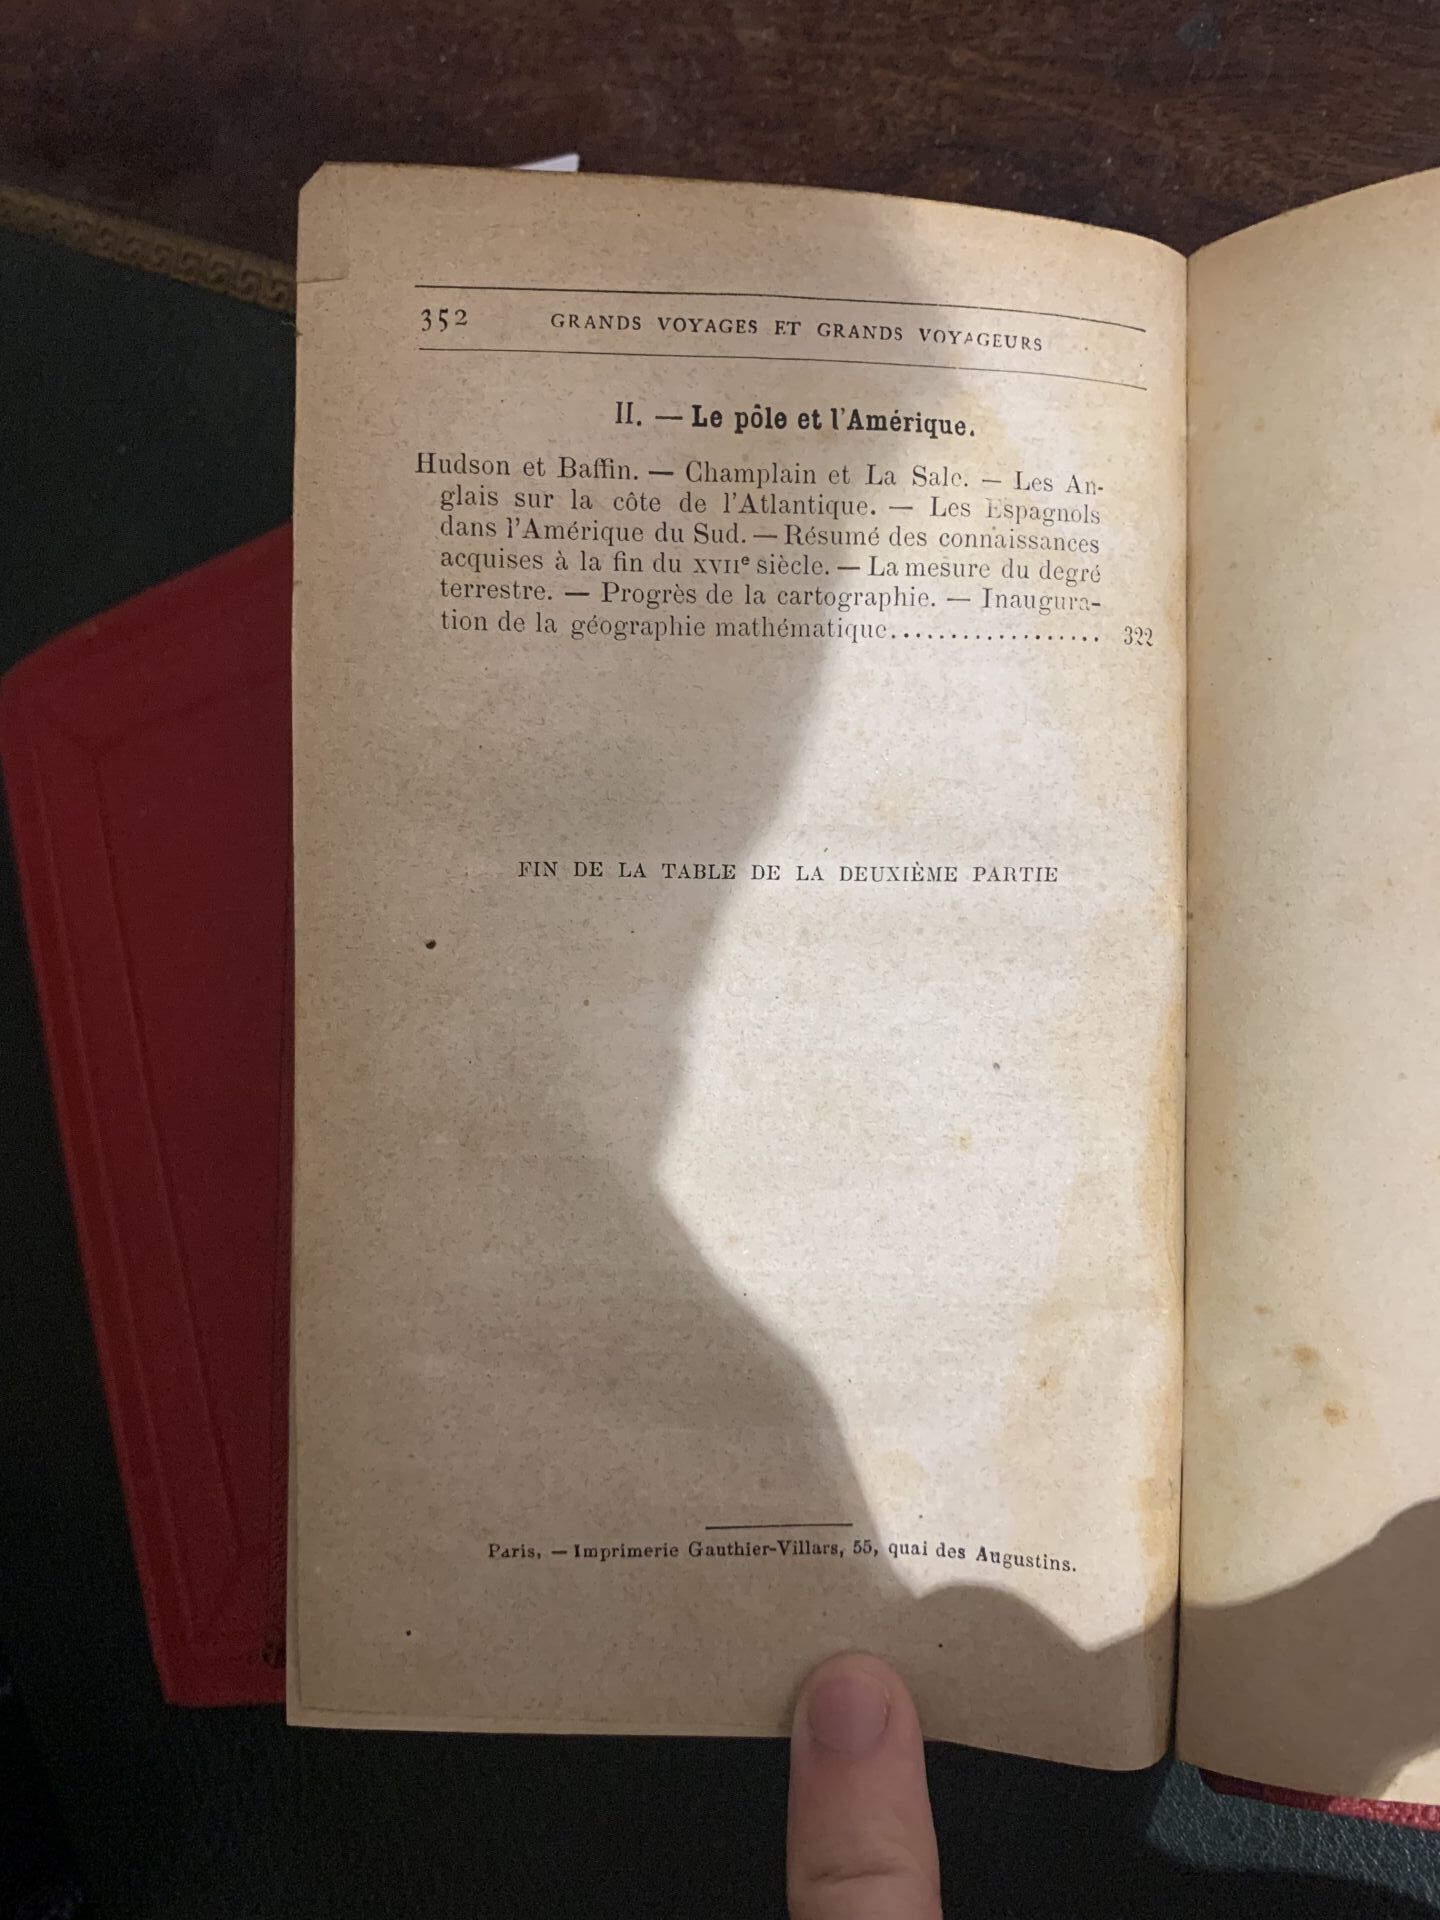 352 GRANDS VOYAGES ET GRANDS VOYAGEURS
II. — Le pôle et l'Amérique.
Hudson et Baffin. — Champlain et La Sale. — Les An-
glais sur la côte de l'Atlantique. — Les Espagnols
dans l'Amérique du Sud. — Résumé des connaissances
acquises à la fin du XVIIe siècle. — La mesure du degré
terrestre. — Progrès de la cartographie. — Inaugura-
tion de la géographie mathématique.................. 322
FIN DE LA TABLE DE LA DEUXIÈME PARTIE
Paris, — Imprimerie Gauthier-Villars, 55, quai des Augustins.